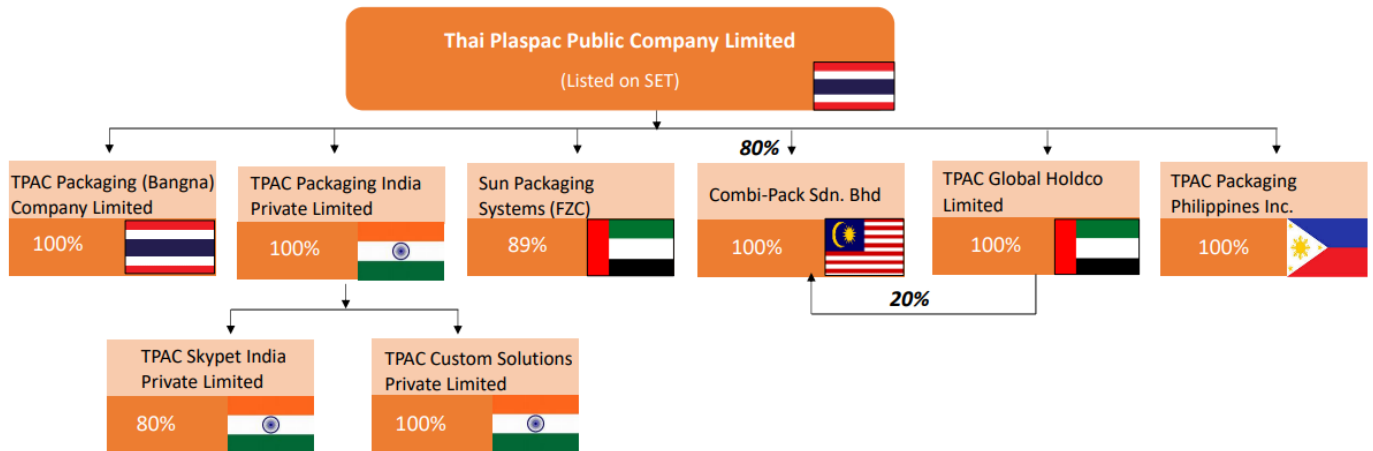 Thai Plaspac Public Company Limited
(Listed on SET)
80%
TPAC Packaging (Bangna)
Company Limited
100%
TPAC Packaging India
Private Limited
100%
Sun Packaging
Systems (FZC)
89%
Combi-Pack Sdn. Bhd
100%
TPAC Global Holdco
Limited
100%
TPAC Packaging
Philippines Inc.
100%
20%
TPAC Skypet India
Private Limited
80%
TPAC Custom Solutions
Private Limited
100%